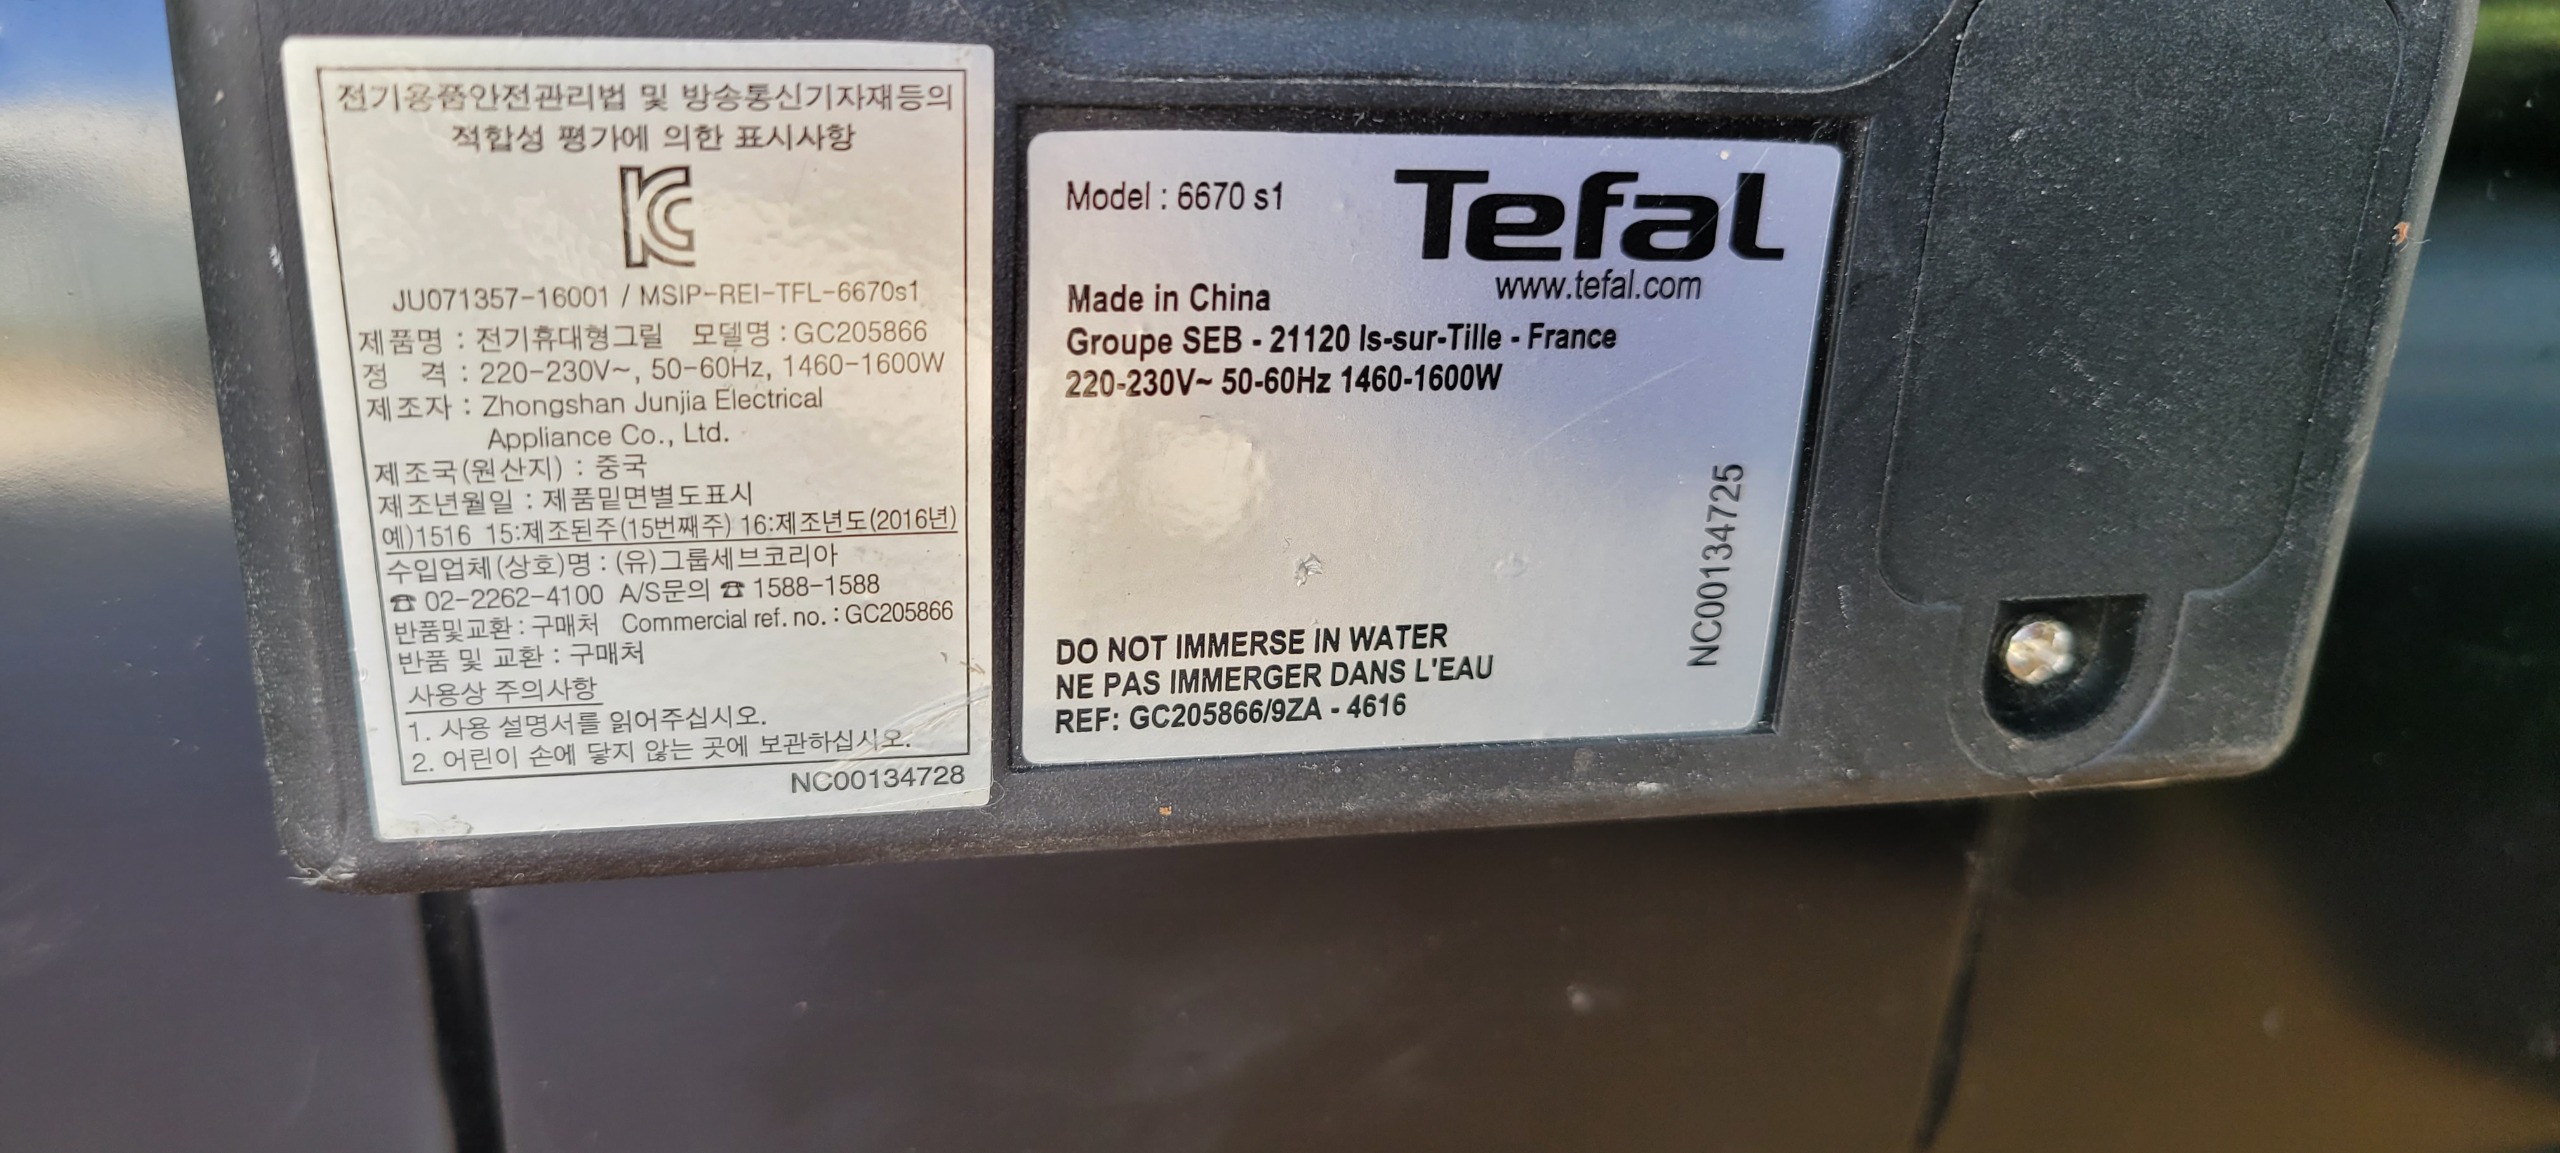 전기용품안전관리법 및 방송통신기자재등의
적합성 평가에 의한 표시사항
KC
JU071357-16001 / MSIP-REI-TFL-6670s1
제품명 : 전기휴대형그릴 모델명 : GC205866
정 격 : 220-230V~, 50-60Hz, 1460-1600W
제조자 : Zhongshan Junjia Electrical
Appliance Co., Ltd.
제조국(원산지) : 중국
제조년월일 : 제품밑면별도표시
예)1516 15:제조된주(15번째주) 16:제조년도(2016년)
수입업체(상호)명 : (유)그룹세브코리아
☎ 02-2262-4100 A/S문의 ☎ 1588-1588
반품및교환 : 구매처 Commercial ref. no. : GC205866
반품 및 교환 : 구매처
사용상 주의사항
1. 사용 설명서를 읽어주십시오.
2. 어린이 손에 닿지 않는 곳에 보관하십시오.
NC00134728
Model : 6670 s1
Tefal
www.tefal.com
Made in China
Groupe SEB - 21120 Is-sur-Tille - France
220-230V~ 50-60Hz 1460-1600W
NC00134725
DO NOT IMMERSE IN WATER
NE PAS IMMERGER DANS L'EAU
REF: GC205866/9ZA - 4616